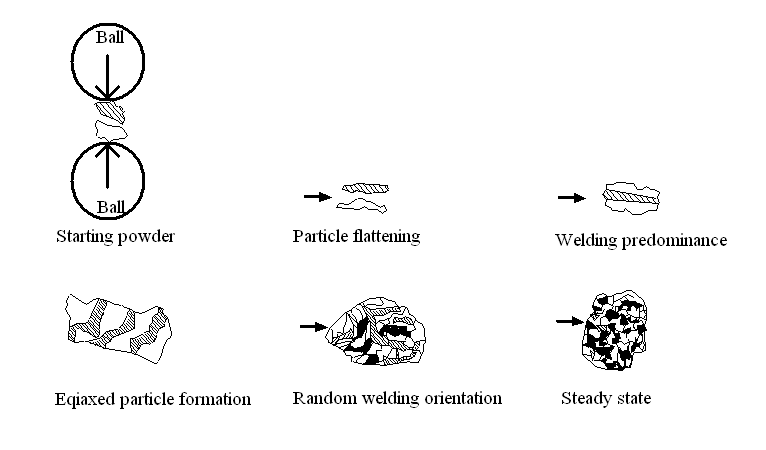 Ball
Ball
Starting powder
Particle flattening
Welding predominance
Eqiaxed particle formation
Random welding orientation
Steady state